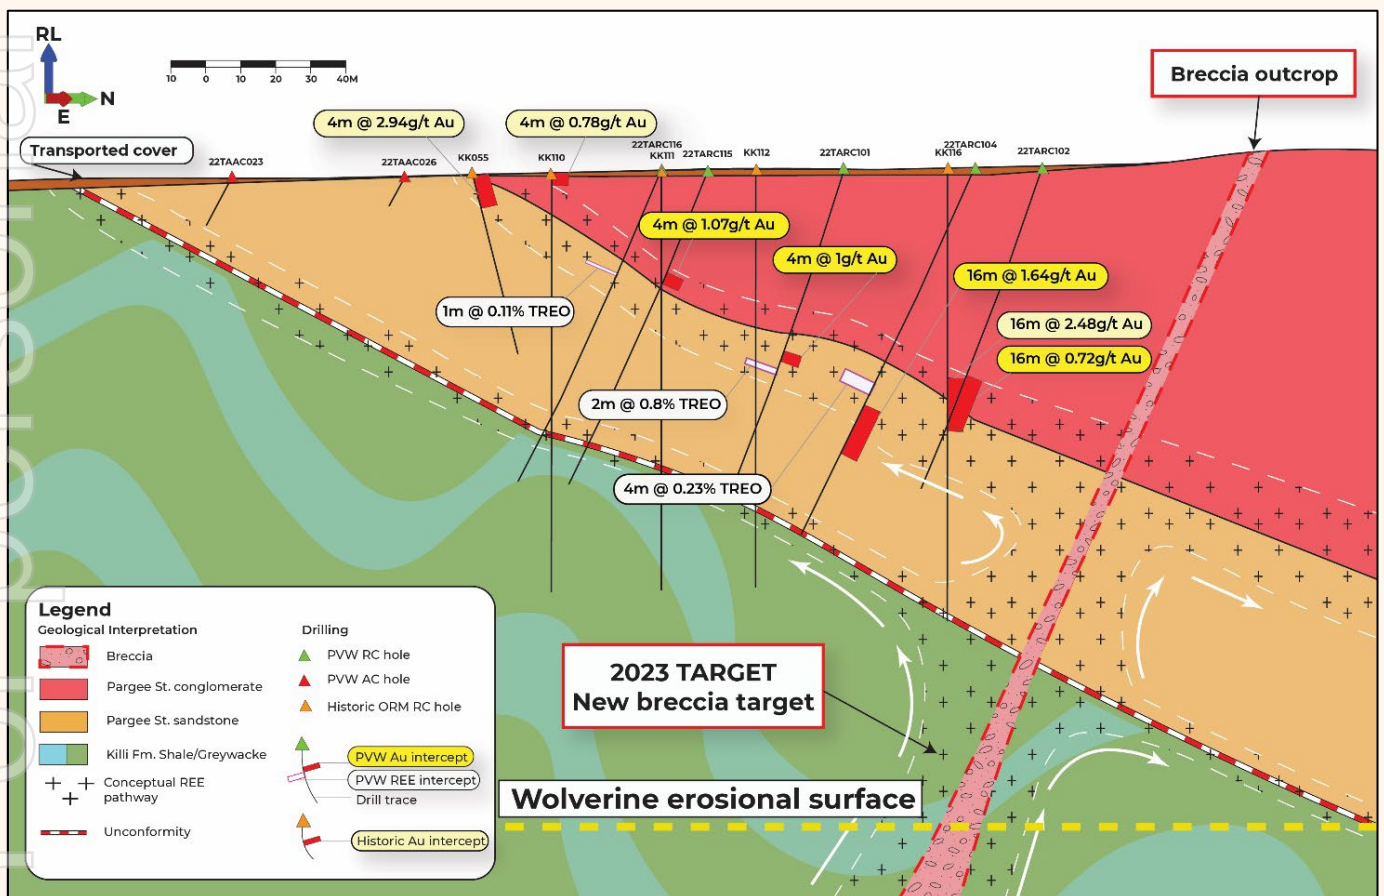 RL
N
E
10 0 10 20 30 40M
Breccia outcrop
4m @ 2.94g/t Au
4m @ 0.78g/t Au
Transported cover
22TAAC023
22TAAC026
KK055
KK110
22TARC116
KK111
22TARC115
KK112
22TARC101
KK116
22TARC104
22TARC102
4m @ 1.07g/t Au
4m @ 1g/t Au
16m @ 1.64g/t Au
1m @ 0.11% TREO
16m @ 2.48g/t Au
16m @ 0.72g/t Au
2m @ 0.8% TREO
4m @ 0.23% TREO
2023 TARGET
New breccia target
Wolverine erosional surface
Legend
Geological Interpretation
Breccia
Pargee St. conglomerate
Pargee St. sandstone
Killi Fm. Shale/Greywacke
Conceptual REE
pathway
Unconformity
Drilling
PVW RC hole
PVW AC hole
Historic ORM RC hole
PVW Au intercept
PVW REE intercept
Drill trace
Historic Au intercept